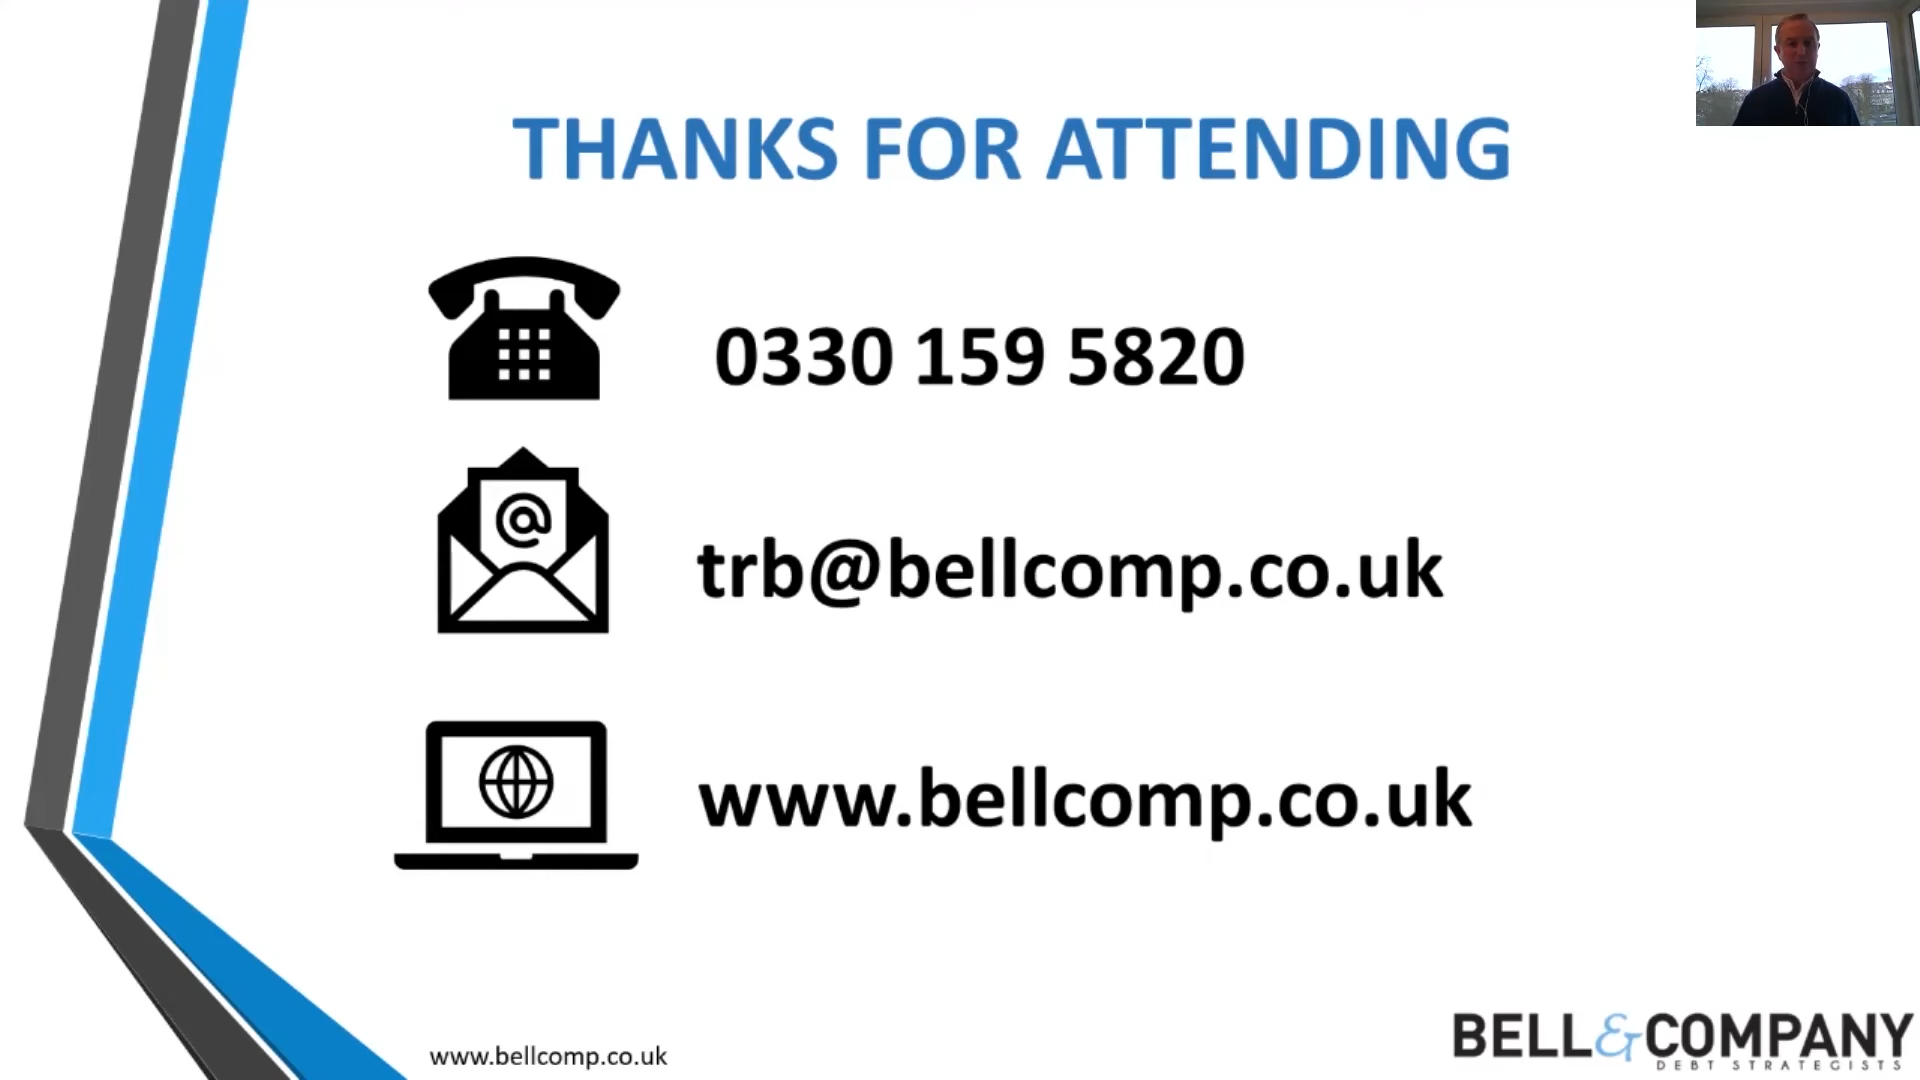 THANKS FOR ATTENDING
0330 159 5820
@
trb@bellcomp.co.uk
www.bellcomp.co.uk
www.bellcomp.co.uk
BELL & COMPANY
DEBT STRATEGISTS